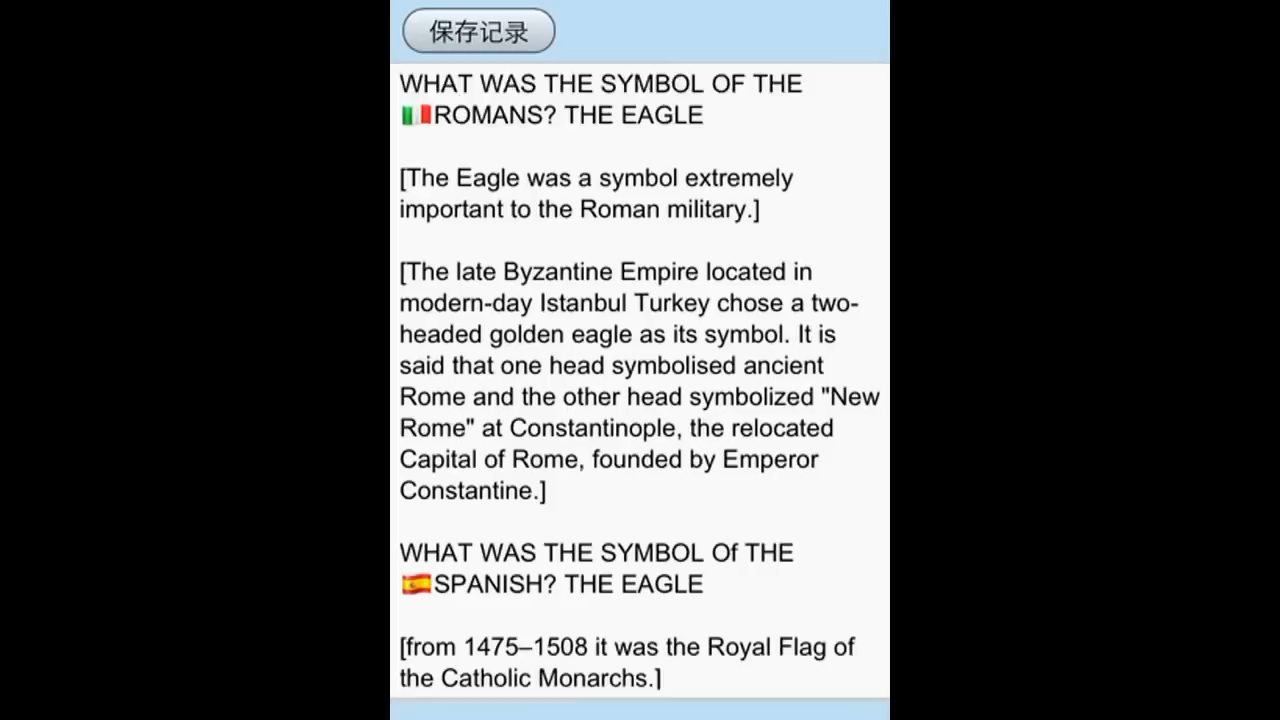 保存记录
WHAT WAS THE SYMBOL OF THE
🇮🇹ROMANS? THE EAGLE
[The Eagle was a symbol extremely
important to the Roman military.]
[The late Byzantine Empire located in
modern-day Istanbul Turkey chose a two-
headed golden eagle as its symbol. It is
said that one head symbolised ancient
Rome and the other head symbolized "New
Rome" at Constantinople, the relocated
Capital of Rome, founded by Emperor
Constantine.]
WHAT WAS THE SYMBOL Of THE
🇪🇸SPANISH? THE EAGLE
[from 1475–1508 it was the Royal Flag of
the Catholic Monarchs.]